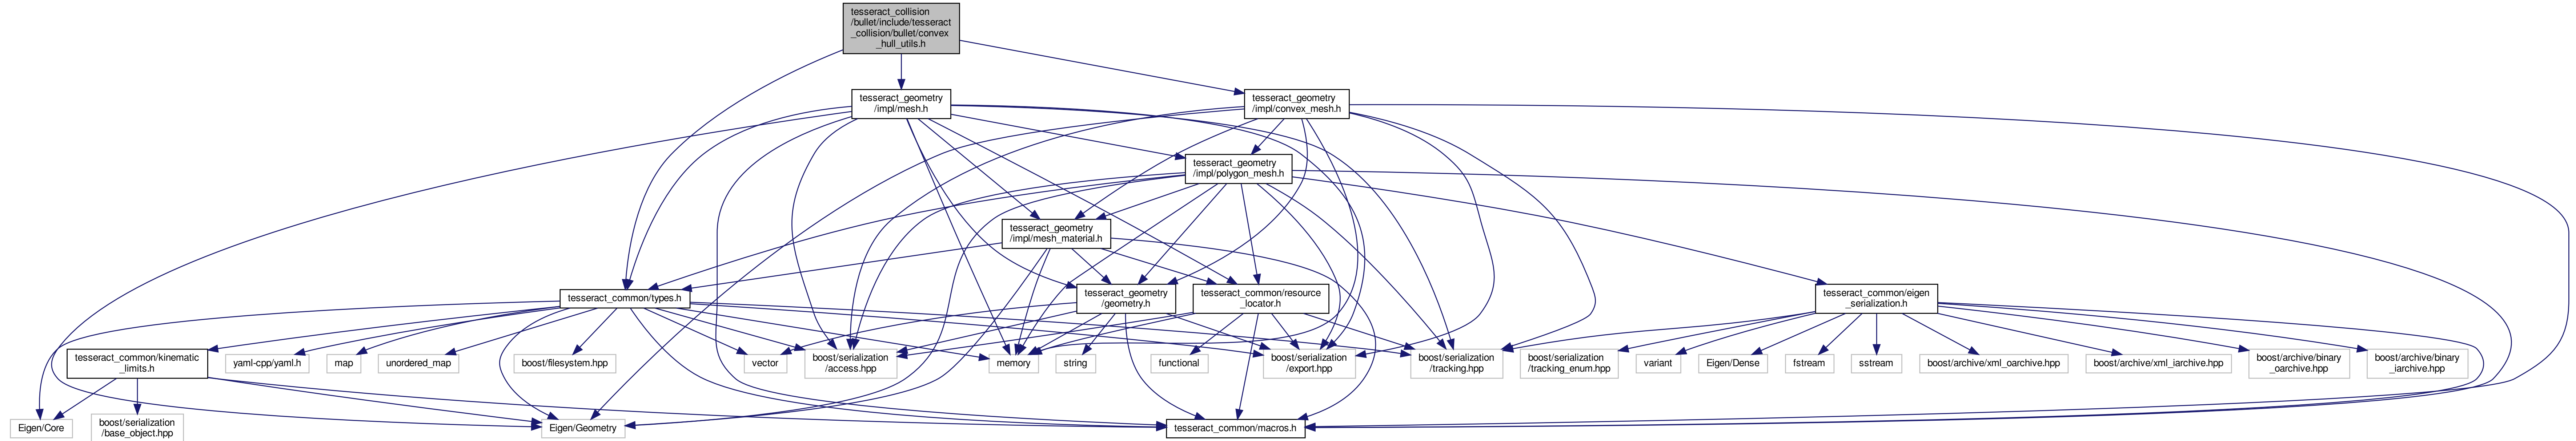 tesseract_collision
/bullet/include/tesseract
_collision/bullet/convex
_hull_utils.h
tesseract_geometry
/impl/mesh.h
tesseract_geometry
/impl/convex_mesh.h
tesseract_geometry
/impl/polygon_mesh.h
tesseract_geometry
/impl/mesh_material.h
tesseract_common/types.h
tesseract_geometry
/geometry.h
tesseract_common/resource
_locator.h
tesseract_common/eigen
_serialization.h
tesseract_common/kinematic
_limits.h
yaml-cpp/yaml.h
map
unordered_map
boost/filesystem.hpp
vector
boost/serialization
/access.hpp
memory
string
functional
boost/serialization
/export.hpp
boost/serialization
/tracking.hpp
boost/serialization
/tracking_enum.hpp
variant
Eigen/Dense
fstream
sstream
boost/archive/xml_oarchive.hpp
boost/archive/xml_iarchive.hpp
boost/archive/binary
_oarchive.hpp
boost/archive/binary
_iarchive.hpp
Eigen/Core
boost/serialization
/base_object.hpp
Eigen/Geometry
tesseract_common/macros.h